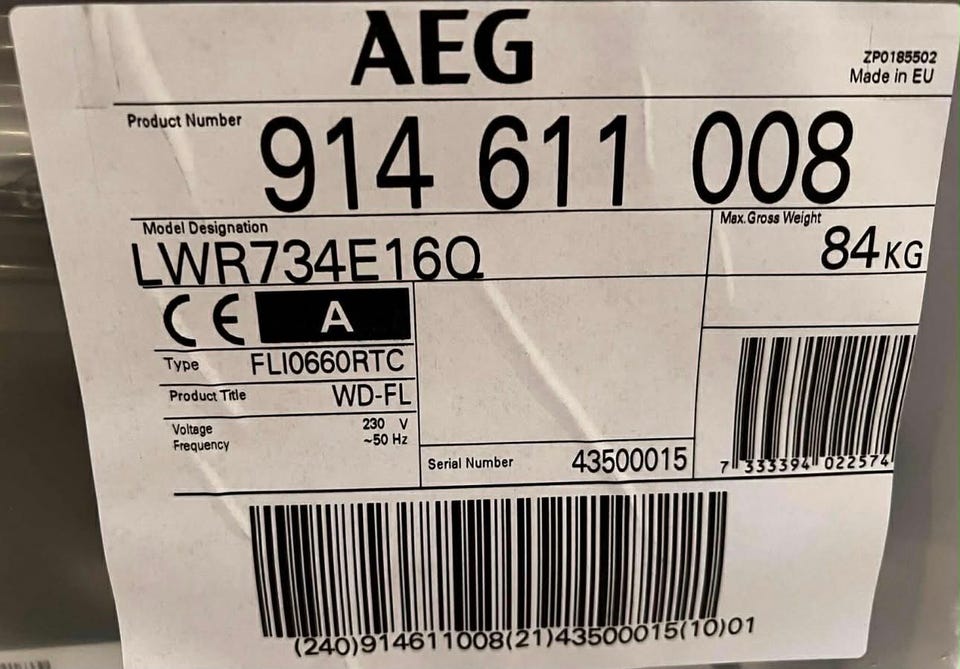 AEG
ZP0185502
Made in EU
Product Number
914 611 008
Model Designation
LWR734E16Q
Max.Gross Weight
84KG
CE
A
Type FLI0660RTC
Product Title WD-FL
Voltage 230 V
Frequency ~50 Hz
Serial Number 43500015
7 333394 022574
(240)914611008(21)43500015(10)01